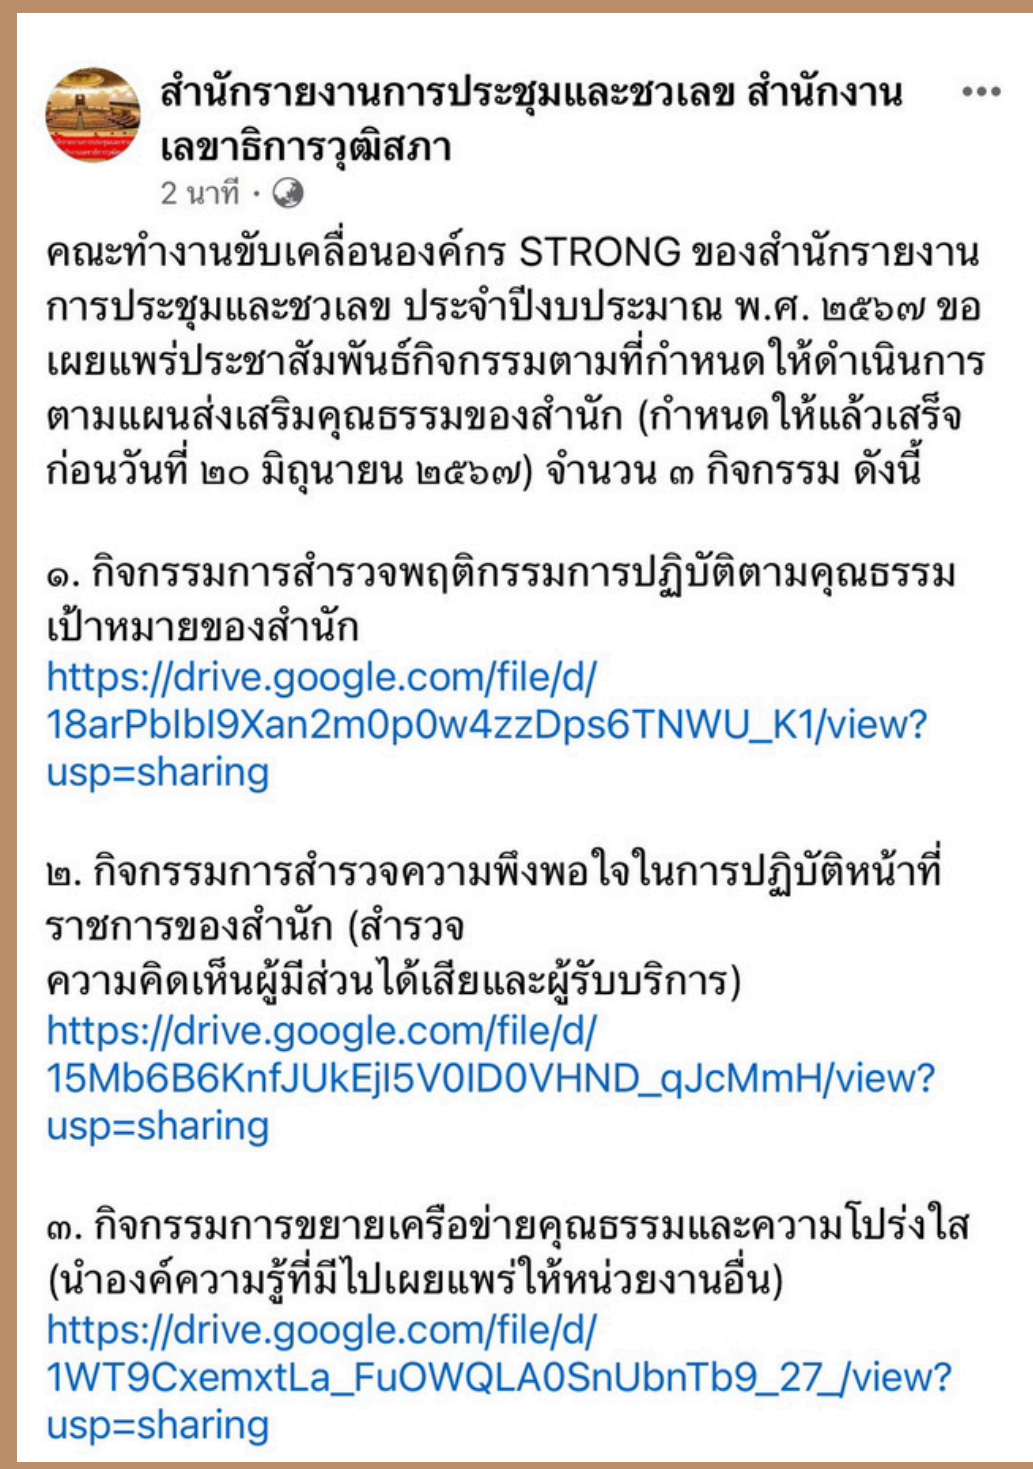 สำนักรายงานการประชุมและชวเลข สำนักงาน
เลขาธิการวุฒิสภา
2 นาที ·
คณะทำงานขับเคลื่อนองค์กร STRONG ของสำนักรายงาน
การประชุมและชวเลข ประจำปีงบประมาณ พ.ศ. ๒๕๖๗ ขอ
เผยแพร่ประชาสัมพันธ์กิจกรรมตามที่กำหนดให้ดำเนินการ
ตามแผนส่งเสริมคุณธรรมของสำนัก (กำหนดให้แล้วเสร็จ
ก่อนวันที่ ๒๐ มิถุนายน ๒๕๖๗) จำนวน ๓ กิจกรรม ดังนี้
๑. กิจกรรมการสำรวจพฤติกรรมการปฏิบัติตามคุณธรรม
เป้าหมายของสำนัก
https://drive.google.com/file/d/
18arPbIbI9Xan2m0p0w4zzDps6TNWU_K1/view?
usp=sharing
๒. กิจกรรมการสำรวจความพึงพอใจในการปฏิบัติหน้าที่
ราชการของสำนัก (สำรวจ
ความคิดเห็นผู้มีส่วนได้เสียและผู้รับบริการ)
https://drive.google.com/file/d/
15Mb6B6KnfJUkEjI5V0ID0VHND_qJcMmH/view?
usp=sharing
๓. กิจกรรมการขยายเครือข่ายคุณธรรมและความโปร่งใส
(นำองค์ความรู้ที่มีไปเผยแพร่ให้หน่วยงานอื่น)
https://drive.google.com/file/d/
1WT9CxemxtLa_FuOWQLA0SnUbnTb9_27_/view?
usp=sharing